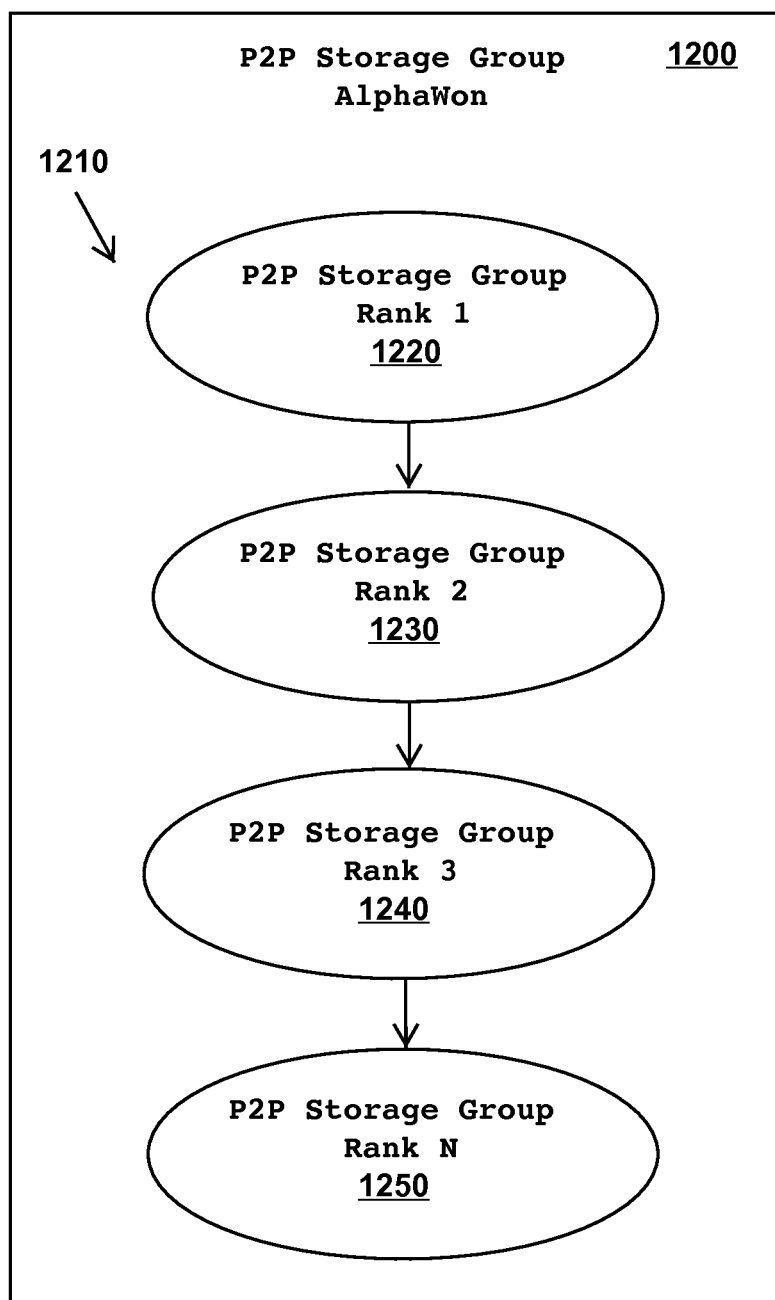 P2P Storage Group 1200
AlphaWon
1210
P2P Storage Group
Rank 1
1220
P2P Storage Group
Rank 2
1230
P2P Storage Group
Rank 3
1240
P2P Storage Group
Rank N
1250